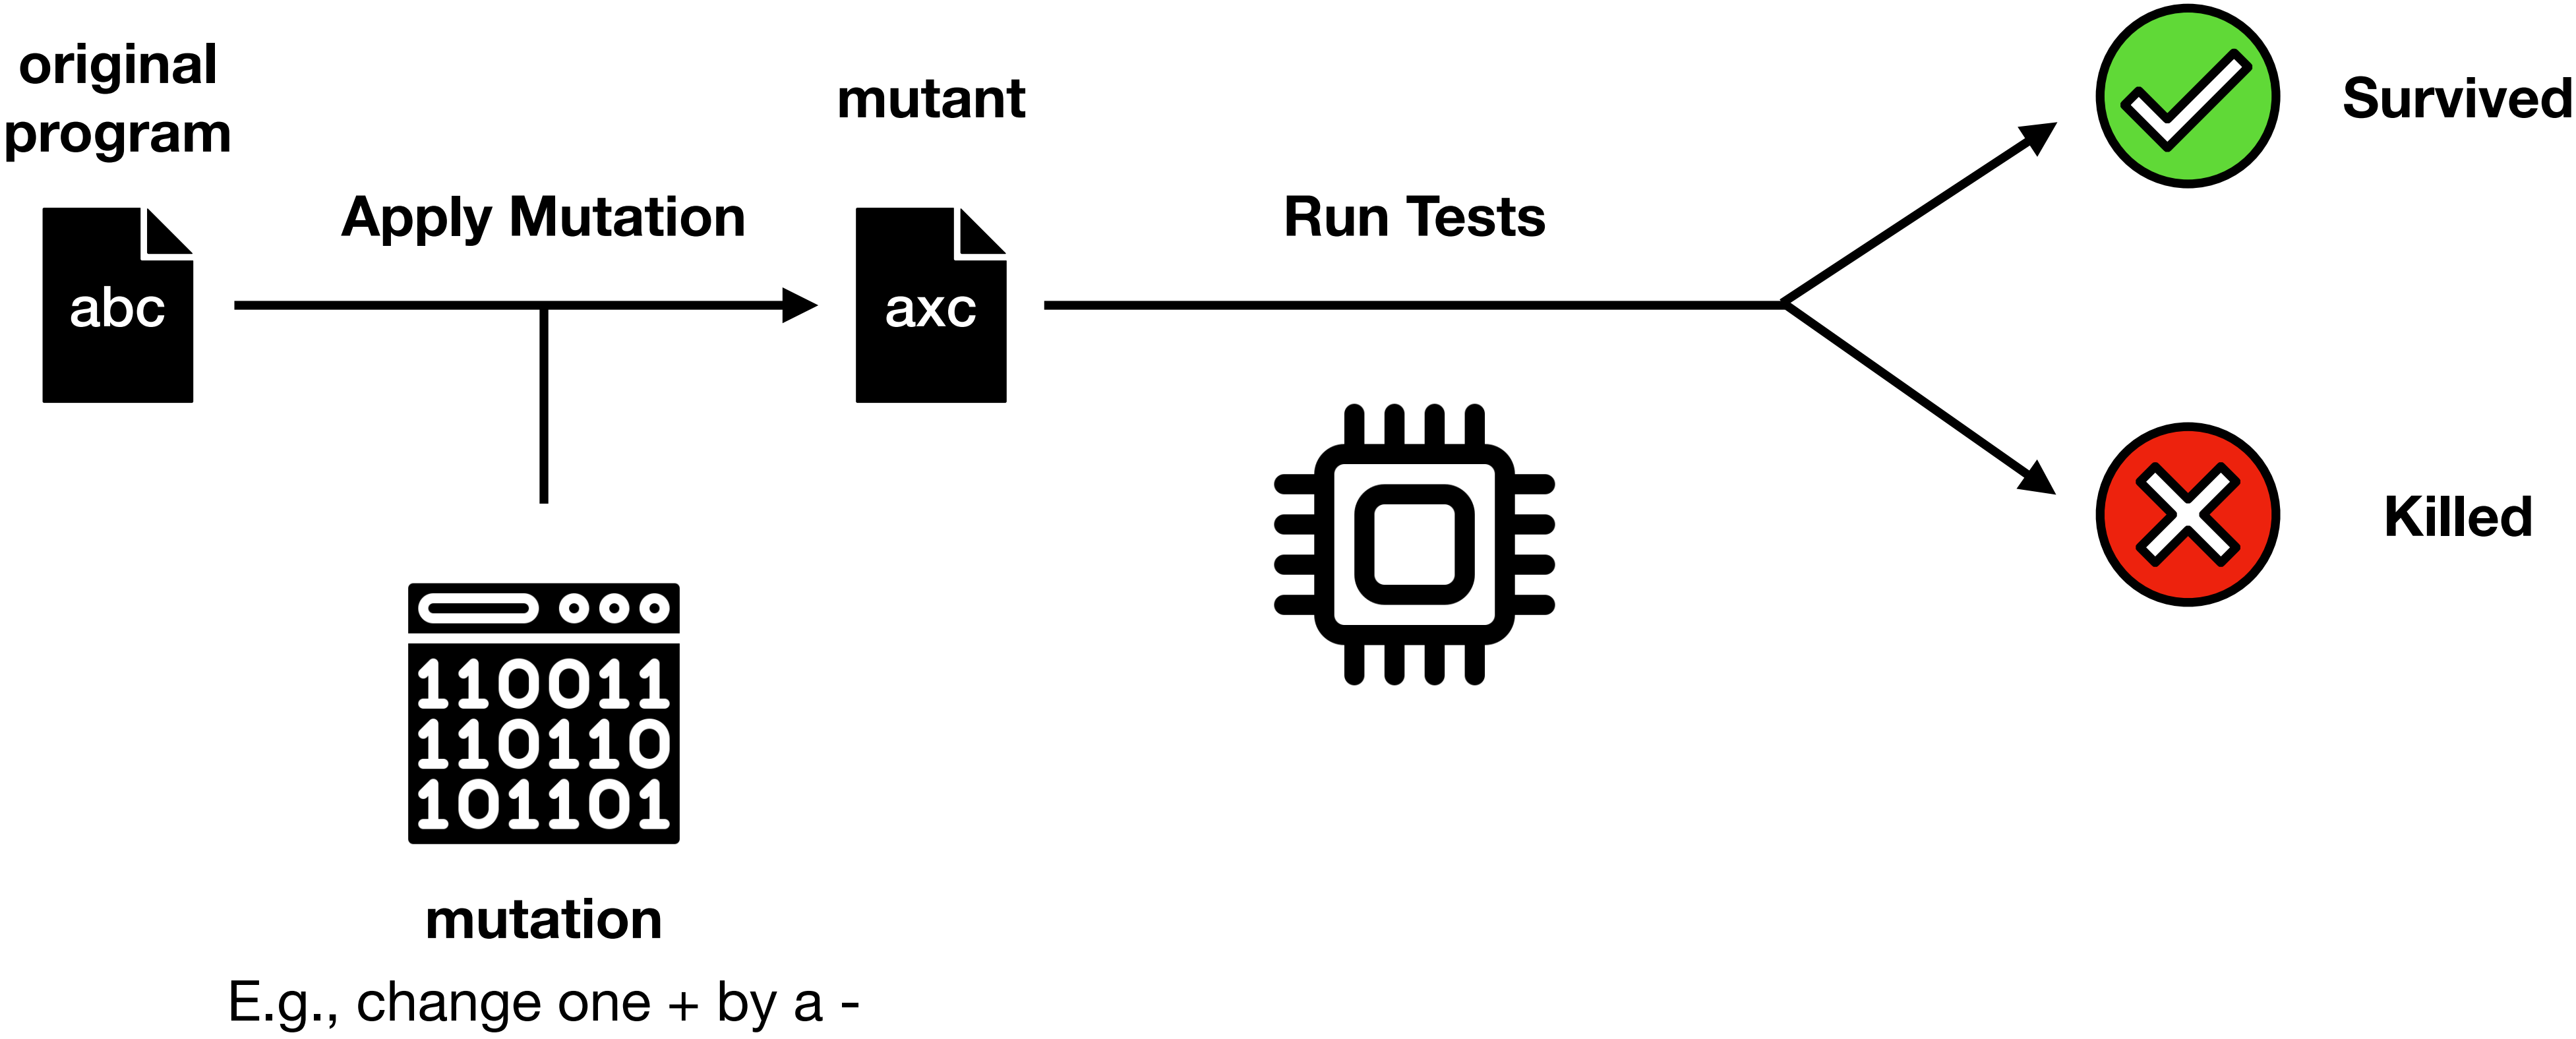 original
program
abc
Apply Mutation
mutant
axc
Run Tests
Survived
Killed
110011
110110
101101
mutation
E.g., change one + by a -